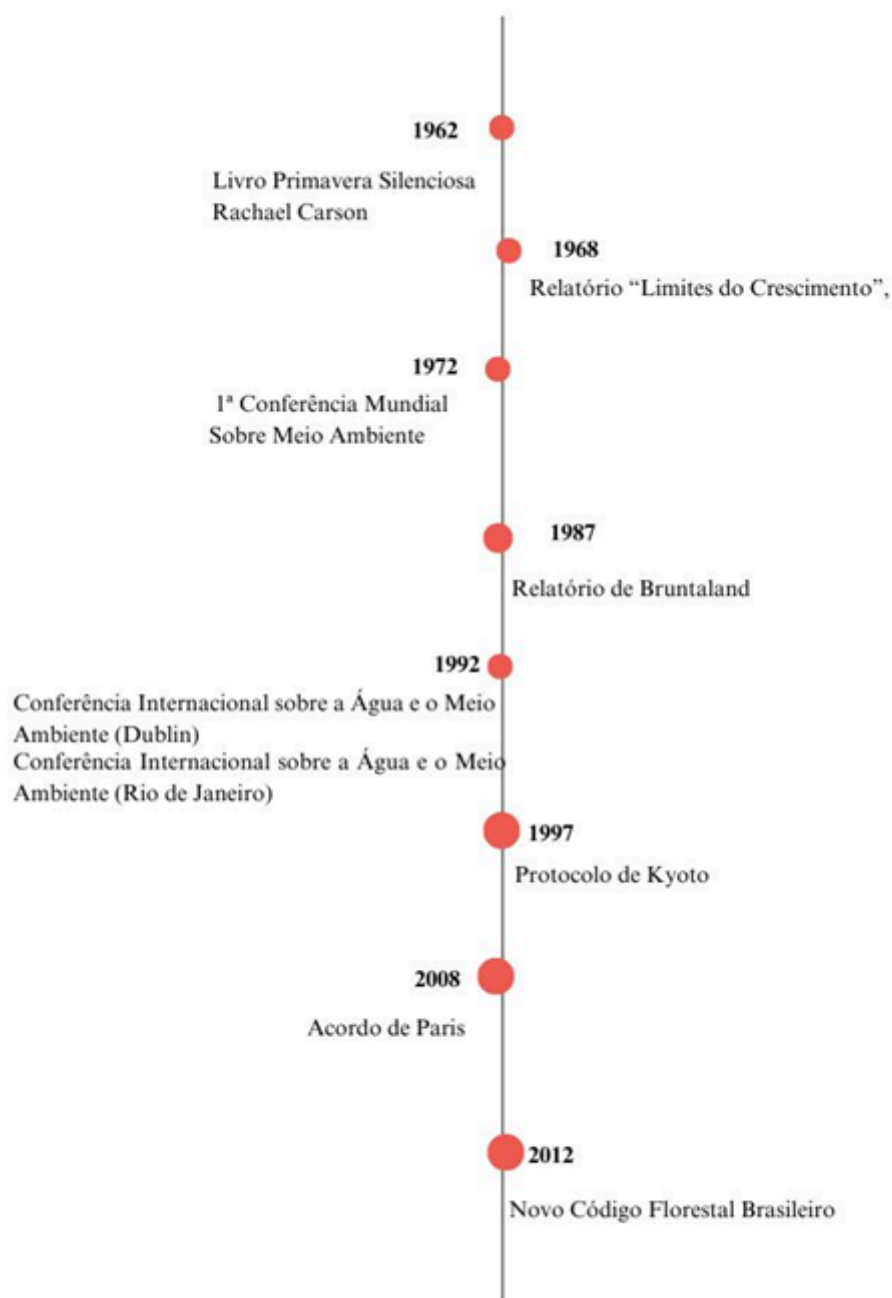 1962
Livro Primavera Silenciosa
Rachael Carson
1968
Relatório “Limites do Crescimento”,
1972
1ª Conferência Mundial
Sobre Meio Ambiente
1987
Relatório de Bruntaland
1992
Conferência Internacional sobre a Água e o Meio
Ambiente (Dublin)
Conferência Internacional sobre a Água e o Meio
Ambiente (Rio de Janeiro)
1997
Protocolo de Kyoto
2008
Acordo de Paris
2012
Novo Código Florestal Brasileiro